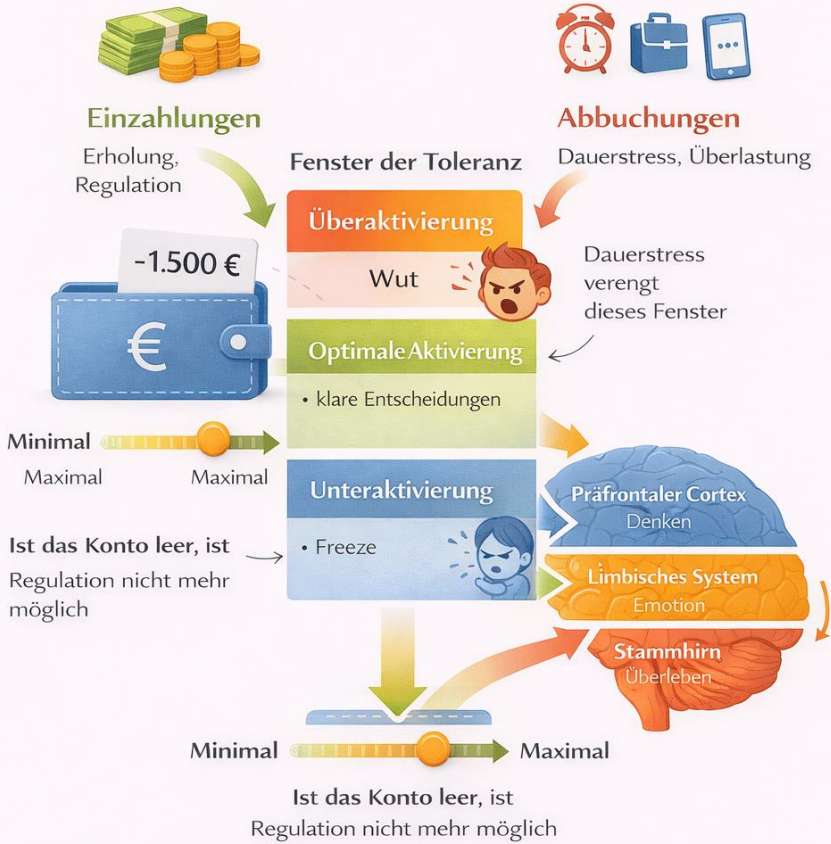 Einzahlungen
Erholung,
Regulation
Abbuchungen
Dauerstress, Überlastung
Fenster der Toleranz
Überaktivierung
Wut
-1.500 €
€
Dauerstress
verengt
dieses Fenster
Optimale Aktivierung
• klare Entscheidungen
Minimal
Maximal Maximal
Unteraktivierung
• Freeze
Ist das Konto leer, ist
Regulation nicht mehr
möglich
Präfrontaler Cortex
Denken
Limbisches System
Emotion
Stammhirn
Überleben
Minimal Maximal
Ist das Konto leer, ist
Regulation nicht mehr möglich